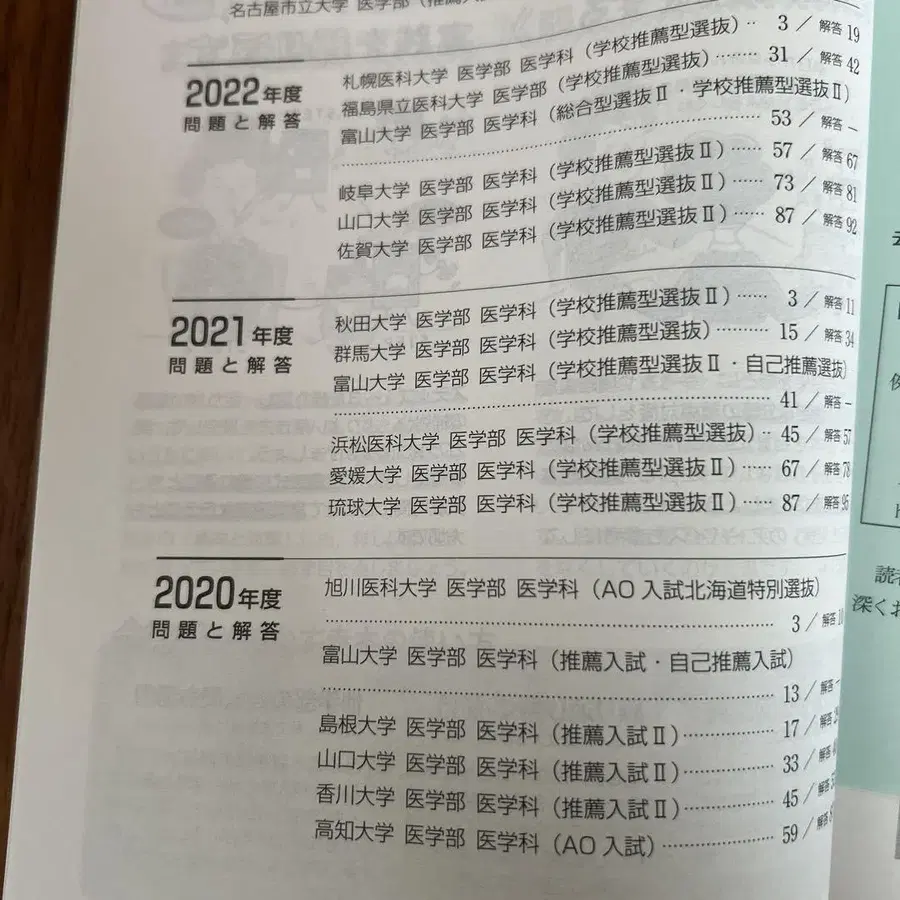 名古屋市立大学 医学部（推薦入
2022年度
問題と解答
札幌医科大学 医学部 医学科（学校推薦型選抜）‥ 3 / 解答 19
福島県立医科大学 医学部（学校推薦型選抜）………… 31 / 解答 42
富山大学 医学部 医学科（総合型選抜Ⅱ・学校推薦型選抜Ⅱ）
……… 53 / 解答 −
岐阜大学 医学部 医学科（学校推薦型選抜Ⅱ）…… 57 / 解答 67
山口大学 医学部 医学科（学校推薦型選抜Ⅱ）…… 73 / 解答 81
佐賀大学 医学部 医学科（学校推薦型選抜Ⅱ）…… 87 / 解答 92
2021年度
問題と解答
秋田大学 医学部 医学科（学校推薦型選抜Ⅱ）…… 3 / 解答 11
群馬大学 医学部 医学科（学校推薦型選抜）……… 15 / 解答 34
富山大学 医学部 医学科（学校推薦型選抜Ⅱ・自己推薦選抜）
……… 41 / 解答 −
浜松医科大学 医学部 医学科（学校推薦型選抜）‥ 45 / 解答 57
愛媛大学 医学部 医学科（学校推薦型選抜Ⅱ）…… 67 / 解答 78
琉球大学 医学部 医学科（学校推薦型選抜Ⅱ）…… 87 / 解答 95
2020年度
問題と解答
旭川医科大学 医学部 医学科（AO入試北海道特別選抜）
……… 3 / 解答 10
富山大学 医学部 医学科（推薦入試・自己推薦入試）
……… 13 / 解答 −
島根大学 医学部 医学科（推薦入試Ⅱ）……… 17 / 解答
山口大学 医学部 医学科（推薦入試Ⅱ）……… 33 / 解答
香川大学 医学部 医学科（推薦入試Ⅱ）……… 45 / 解答
高知大学 医学部 医学科（AO入試）……… 59 / 解答
読者
深くお